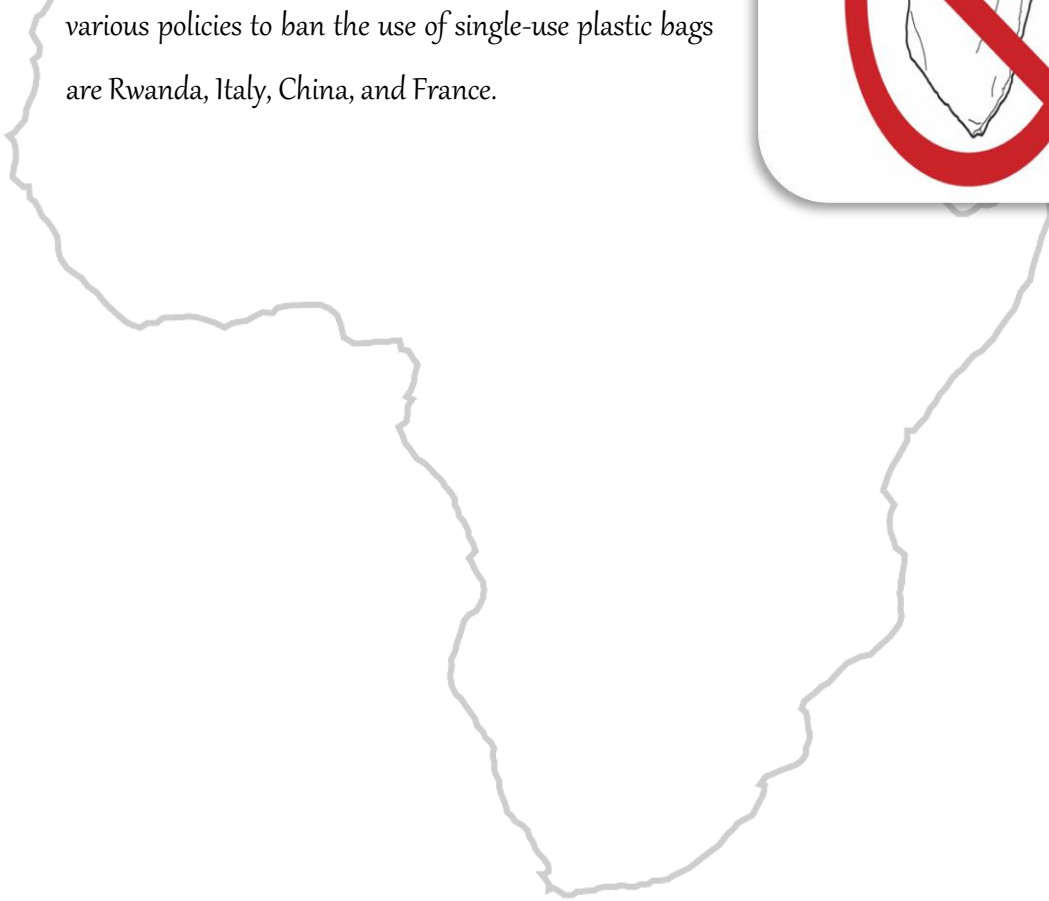 various policies to ban the use of single-use plastic bags
are Rwanda, Italy, China, and France.